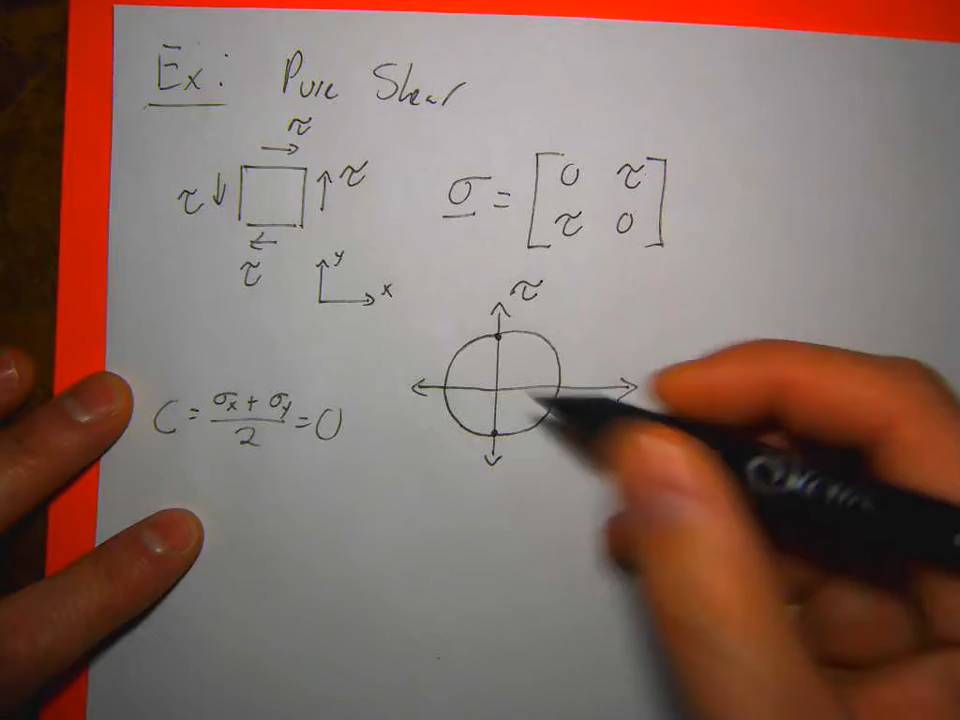 Ex: Pure Shear
τ
τ τ
τ
y
x
σ = [0 τ
τ 0]
τ
C = σx + σy / 2 = 0